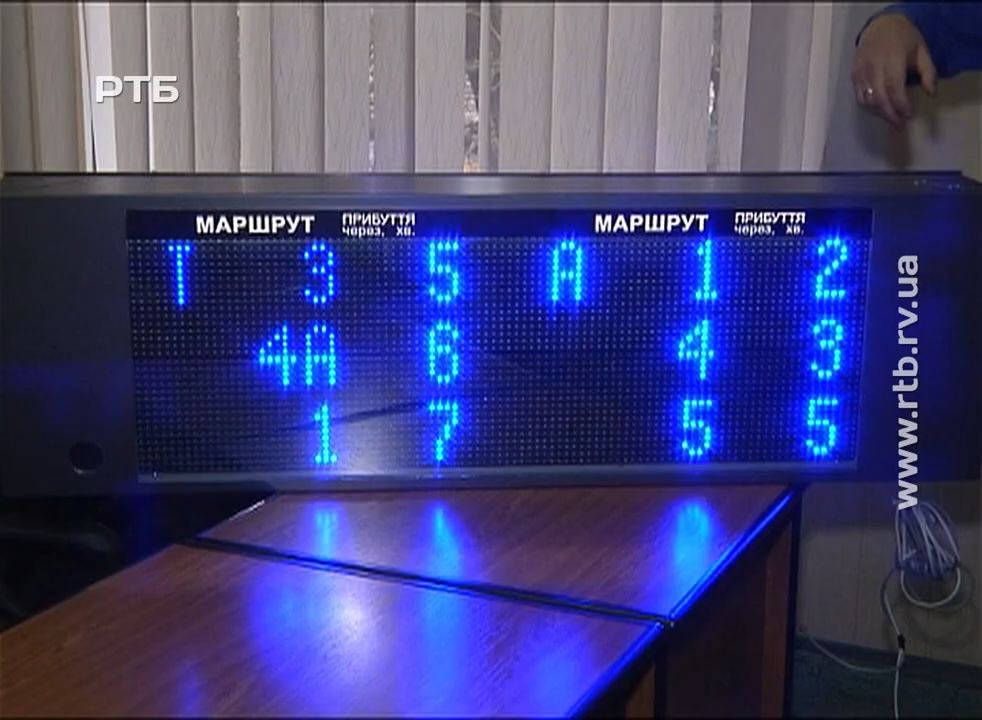 РТБ
МАРШРУТ ПРИБУТТЯ через, хв. МАРШРУТ ПРИБУТТЯ через, хв.
Т 3 5 А 1 2
4А 6 4 3
1 7 5 5
www.rtb.rv.ua